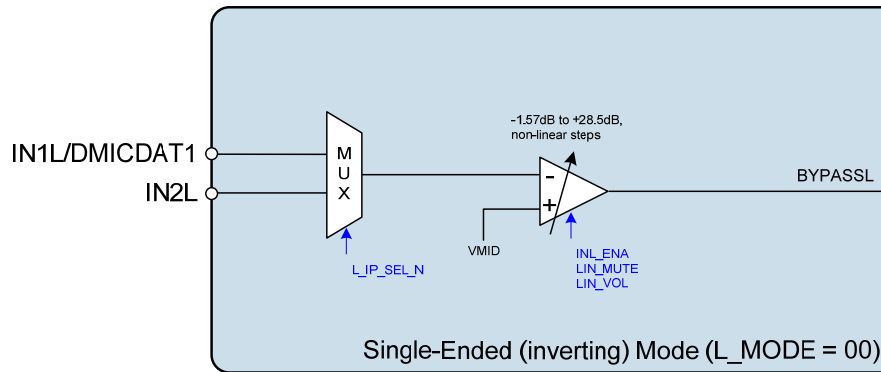 -1.57dB to +28.5dB,
non-linear steps
IN1L/DMICDAT1
IN2L
M
U
X
-
+
BYPASSL
VMID
L_IP_SEL_N
INL_ENA
LIN_MUTE
LIN_VOL
Single-Ended (inverting) Mode (L_MODE = 00)